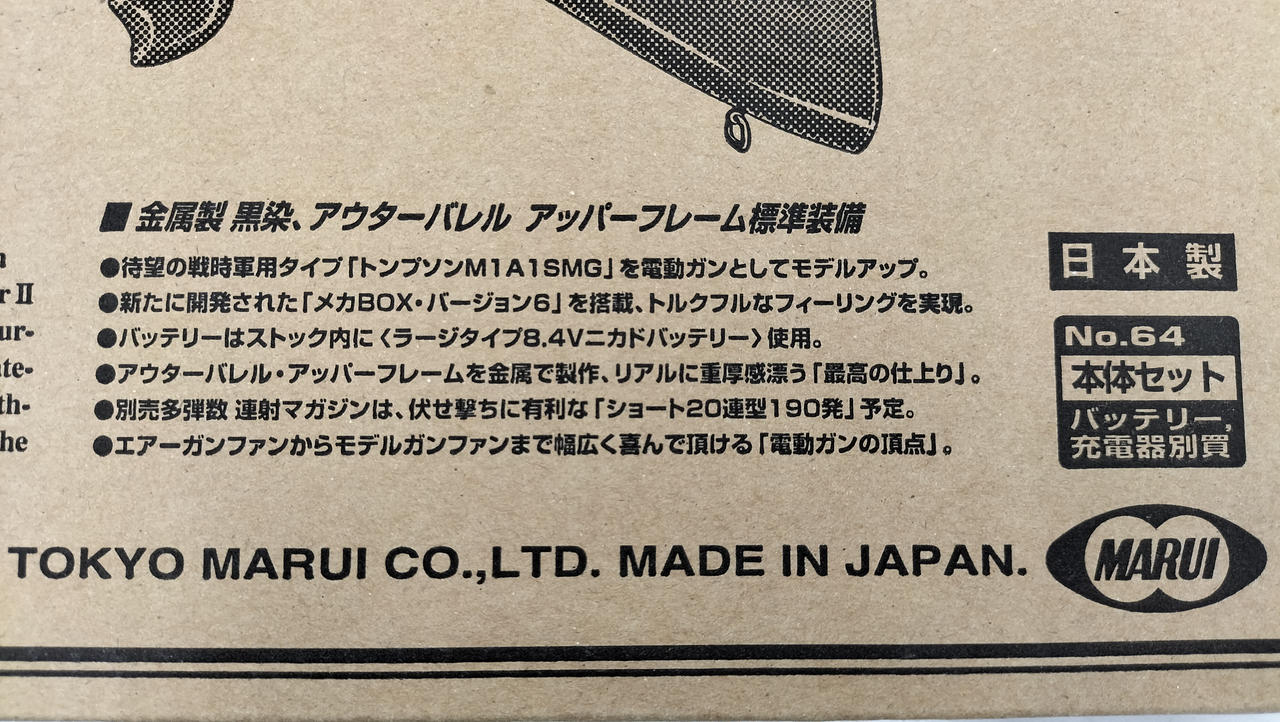 ■金属製 黒染、アウターバレル アッパーフレーム標準装備
●待望の戦時軍用タイプ「トンプソンM1A1SMG」を電動ガンとしてモデルアップ。
●新たに開発された「メカBOX・バージョン6」を搭載、トルクフルなフィーリングを実現。
●バッテリーはストック内に〈ラージタイプ8.4Vニカドバッテリー〉使用。
●アウターバレル・アッパーフレームを金属で製作、リアルに重厚感漂う「最高の仕上り」。
●別売多弾数 連射マガジンは、伏せ撃ちに有利な「ショート20連型190発」予定。
●エアーガンファンからモデルガンファンまで幅広く喜んで頂ける「電動ガンの頂点」。
r II
ur-
te-
th-
he
日本製
No.64
本体セット
バッテリー,
充電器別買
TOKYO MARUI CO.,LTD. MADE IN JAPAN.
MARUI